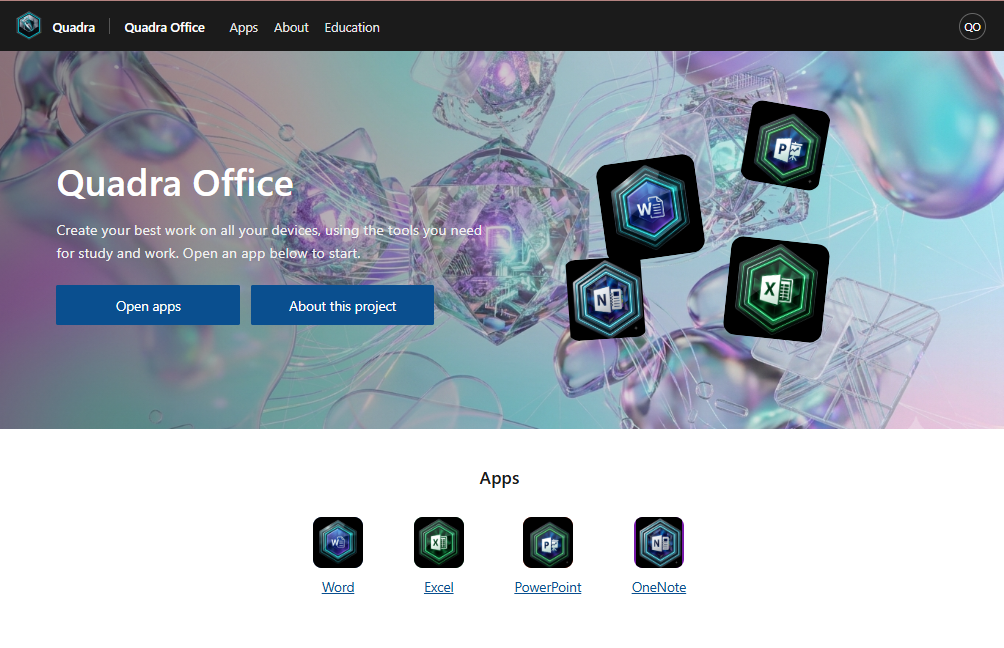 Quadra
Quadra Office
Apps
About
Education
QO
P
W
N
X
Quadra Office
Create your best work on all your devices, using the tools you need
for study and work. Open an app below to start.
Open apps
About this project
Apps
W
X
P
N
Word
Excel
PowerPoint
OneNote